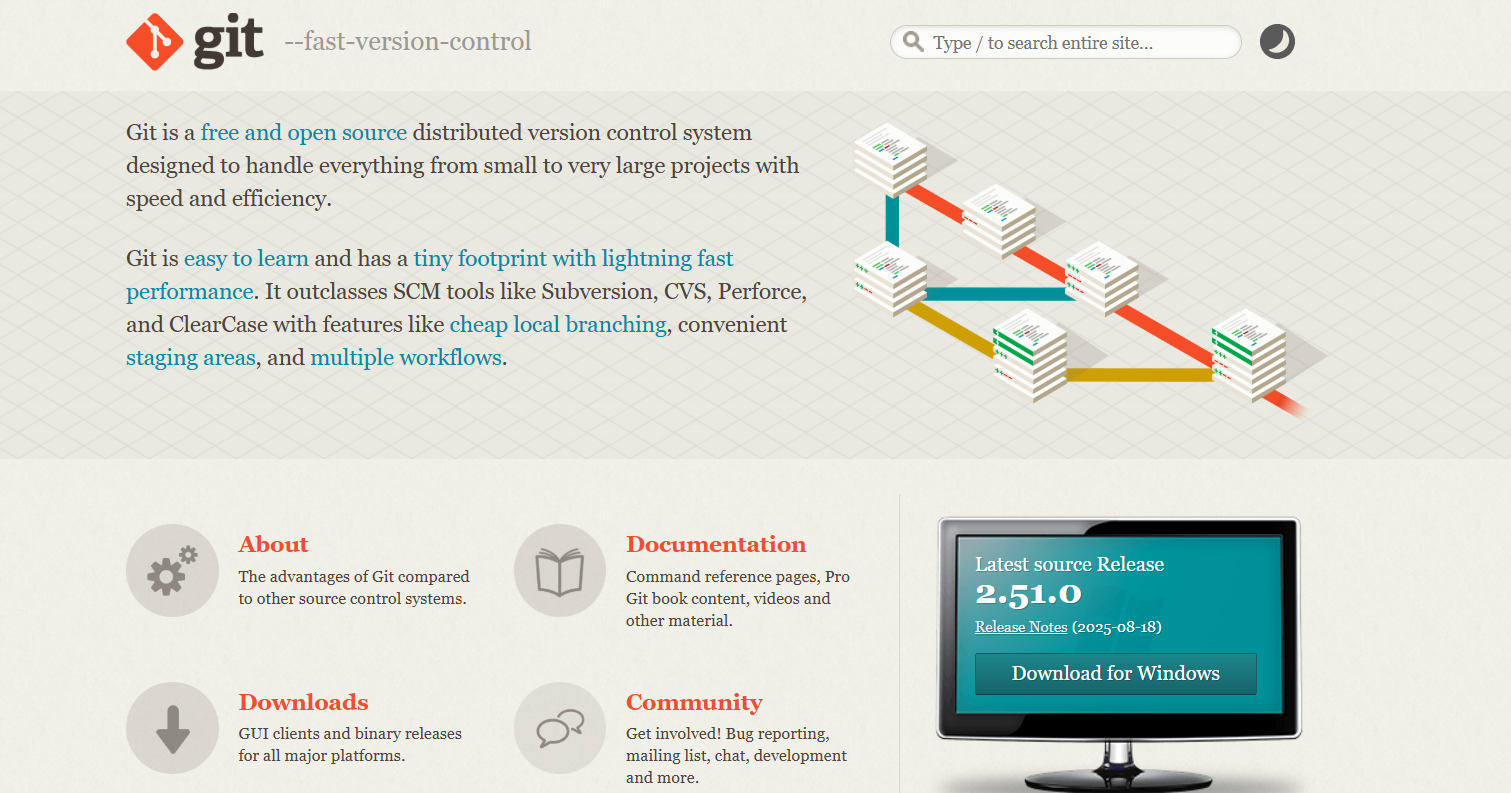 git --fast-version-control
Type / to search entire site...
Git is a free and open source distributed version control system
designed to handle everything from small to very large projects with
speed and efficiency.
Git is easy to learn and has a tiny footprint with lightning fast
performance. It outclasses SCM tools like Subversion, CVS, Perforce,
and ClearCase with features like cheap local branching, convenient
staging areas, and multiple workflows.
About
The advantages of Git compared
to other source control systems.
Documentation
Command reference pages, Pro
Git book content, videos and
other material.
Downloads
GUI clients and binary releases
for all major platforms.
Community
Get involved! Bug reporting,
mailing list, chat, development
and more.
Latest source Release
2.51.0
Release Notes (2025-08-18)
Download for Windows